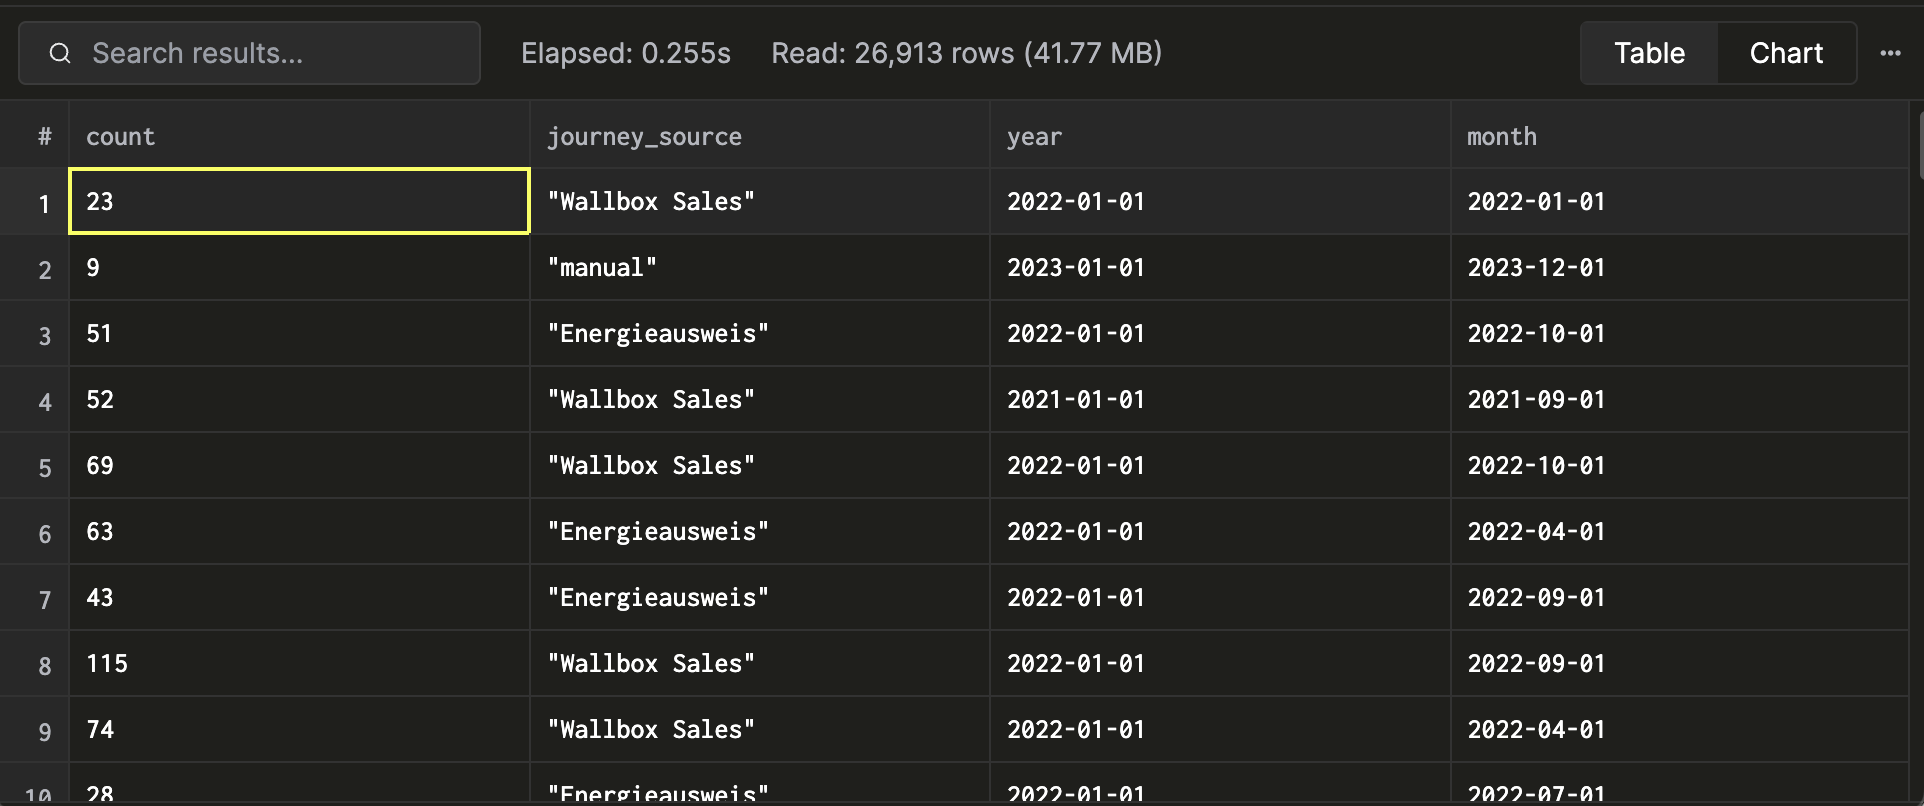 Search results... Elapsed: 0.255s Read: 26,913 rows (41.77 MB) Table Chart ···
# count journey_source year month
1 23 "Wallbox Sales" 2022-01-01 2022-01-01
2 9 "manual" 2023-01-01 2023-12-01
3 51 "Energieausweis" 2022-01-01 2022-10-01
4 52 "Wallbox Sales" 2021-01-01 2021-09-01
5 69 "Wallbox Sales" 2022-01-01 2022-10-01
6 63 "Energieausweis" 2022-01-01 2022-04-01
7 43 "Energieausweis" 2022-01-01 2022-09-01
8 115 "Wallbox Sales" 2022-01-01 2022-09-01
9 74 "Wallbox Sales" 2022-01-01 2022-04-01
10 28 "Energieausweis" 2022-01-01 2022-07-01